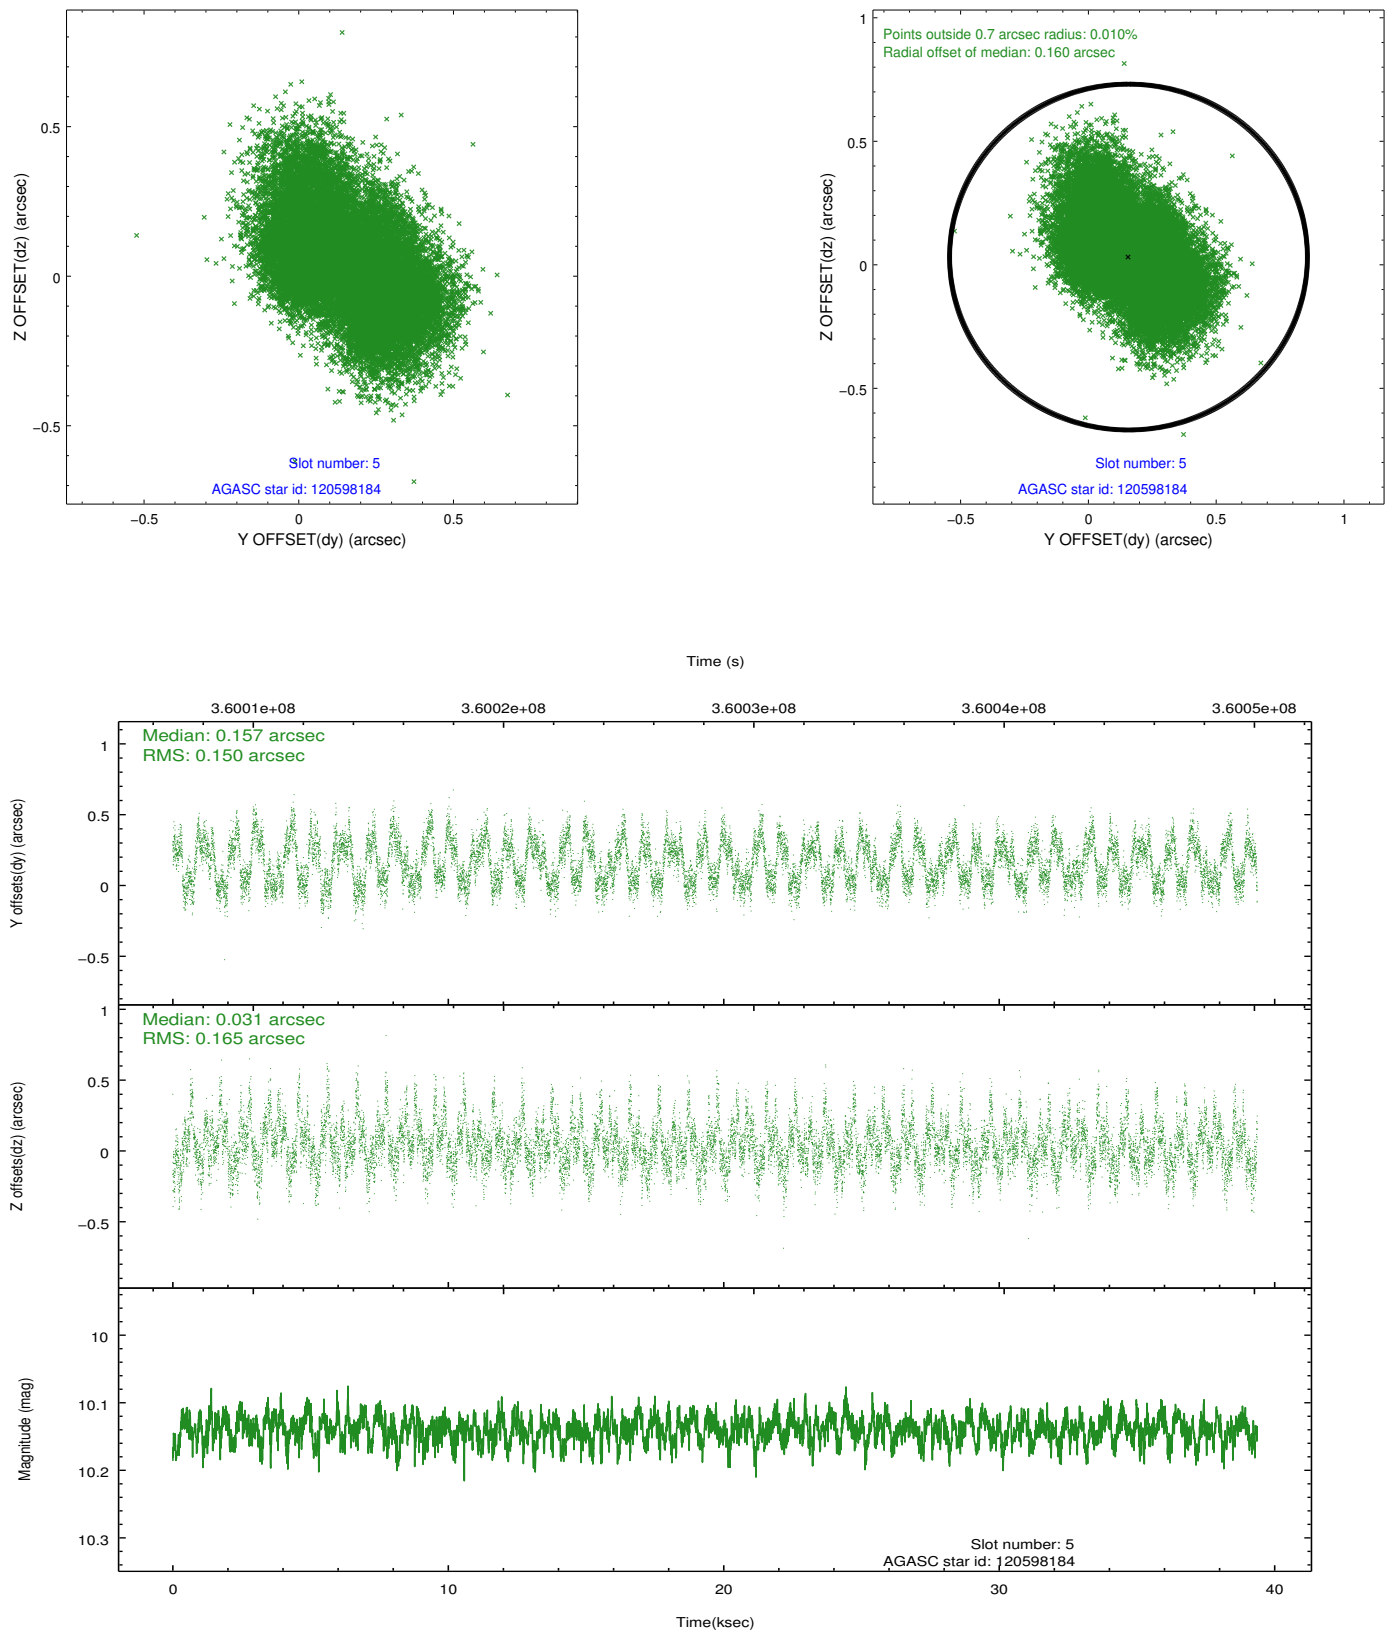 0.5
0
−0.5
Z OFFSET(dz) (arcsec)
Slot number: 5
AGASC star id: 120598184
−0.5
0
0.5
Y OFFSET(dy) (arcsec)
Points outside 0.7 arcsec radius: 0.010%
Radial offset of median: 0.160 arcsec
1
0.5
0
−0.5
Z OFFSET(dz) (arcsec)
Slot number: 5
AGASC star id: 120598184
−0.5
0
0.5
1
Y OFFSET(dy) (arcsec)
Time (s)
3.6001e+08
3.6002e+08
3.6003e+08
3.6004e+08
3.6005e+08
Median: 0.157 arcsec
RMS: 0.150 arcsec
1
0.5
0
−0.5
Y offsets(dy) (arcsec)
Median: 0.031 arcsec
RMS: 0.165 arcsec
1
0.5
0
−0.5
Z offsets(dz) (arcsec)
10
10.1
10.2
10.3
Magnitude (mag)
Slot number: 5
AGASC star id: 120598184
0
10
20
30
40
Time(ksec)